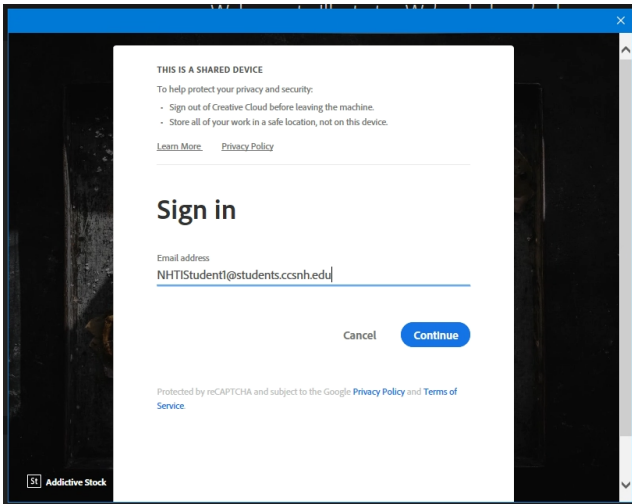 THIS IS A SHARED DEVICE
To help protect your privacy and security:
• Sign out of Creative Cloud before leaving the machine.
• Store all of your work in a safe location, not on this device.
Learn More Privacy Policy
Sign in
Email address
NHTIStudent1@students.ccsnh.edu
Cancel Continue
Protected by reCAPTCHA and subject to the Google Privacy Policy and Terms of
Service.
St Addictive Stock